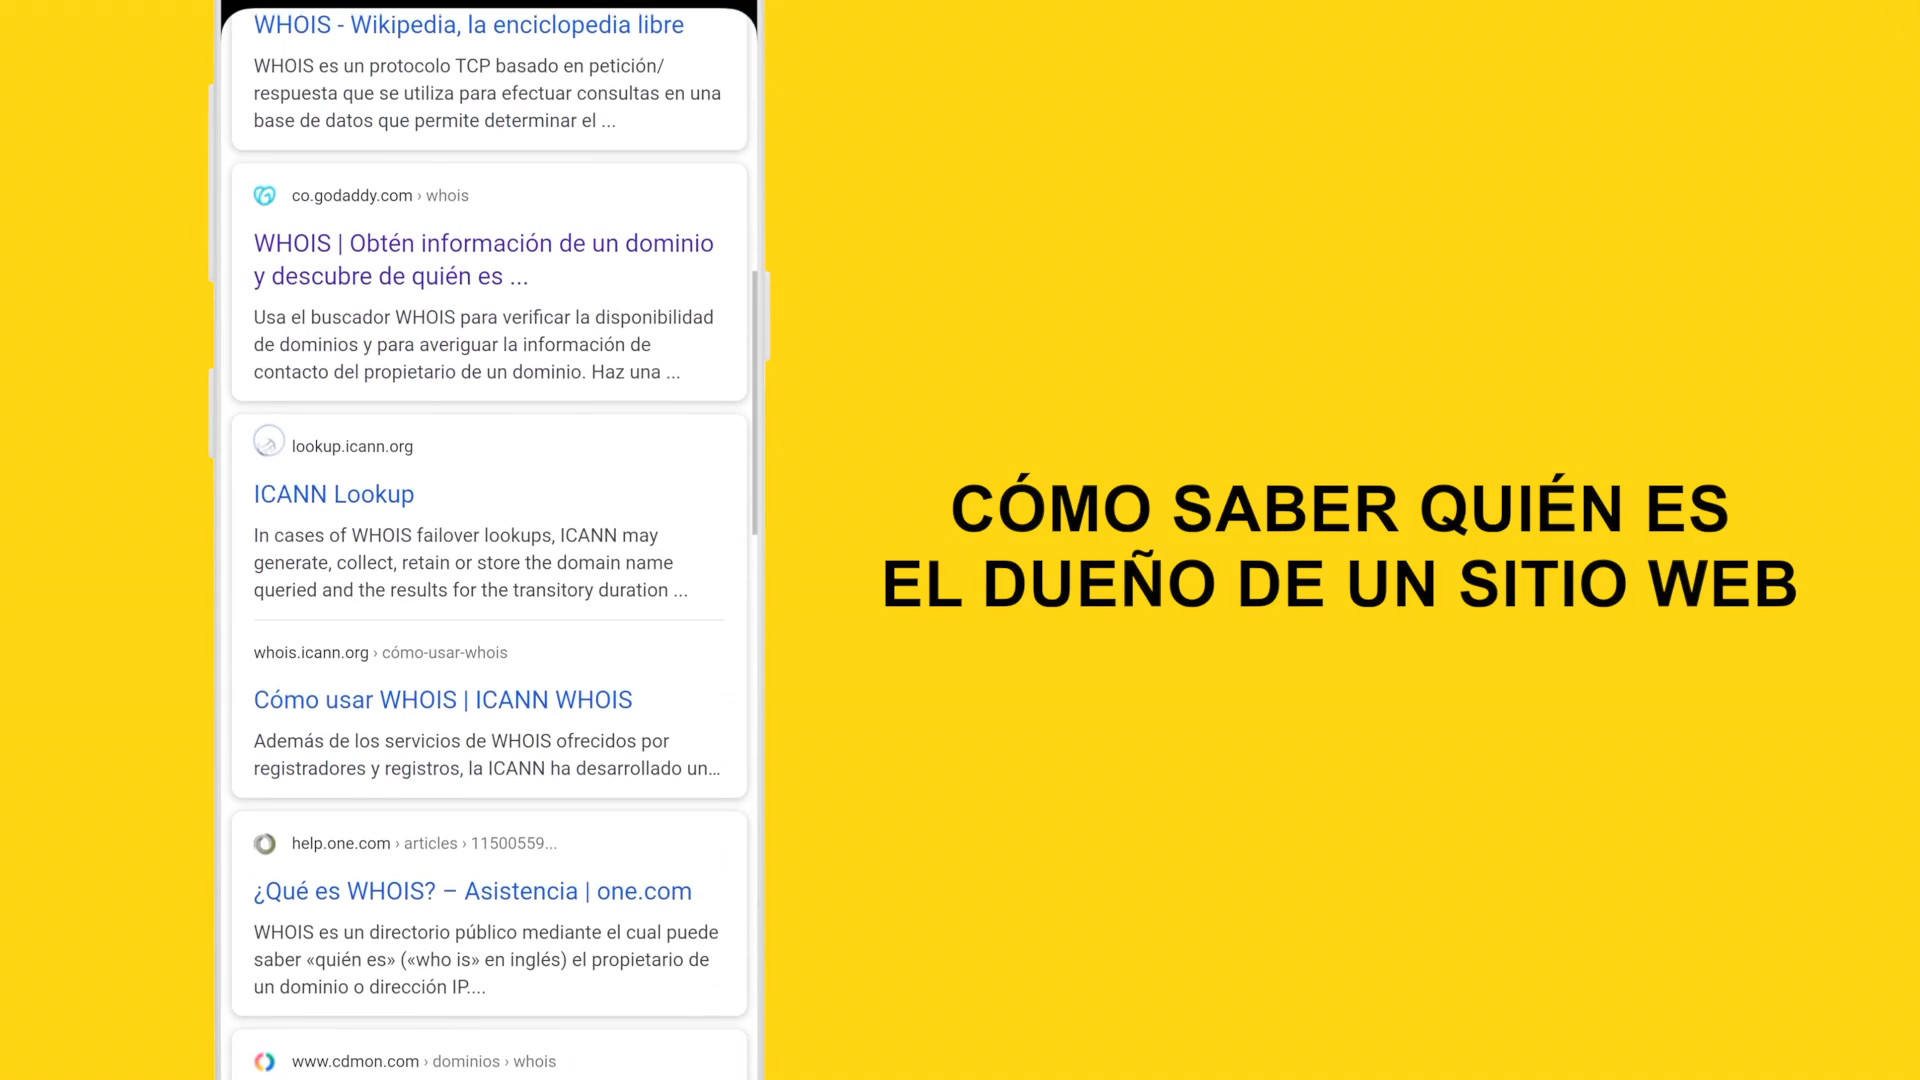 WHOIS - Wikipedia, la enciclopedia libre
WHOIS es un protocolo TCP basado en petición/
respuesta que se utiliza para efectuar consultas en una
base de datos que permite determinar el ...
co.godaddy.com › whois
WHOIS | Obtén información de un dominio
y descubre de quién es ...
Usa el buscador WHOIS para verificar la disponibilidad
de dominios y para averiguar la información de
contacto del propietario de un dominio. Haz una ...
lookup.icann.org
ICANN Lookup
In cases of WHOIS failover lookups, ICANN may
generate, collect, retain or store the domain name
queried and the results for the transitory duration ...
whois.icann.org › cómo-usar-whois
Cómo usar WHOIS | ICANN WHOIS
Además de los servicios de WHOIS ofrecidos por
registradores y registros, la ICANN ha desarrollado un...
help.one.com › articles › 11500559...
¿Qué es WHOIS? – Asistencia | one.com
WHOIS es un directorio público mediante el cual puede
saber «quién es» («who is» en inglés) el propietario de
un dominio o dirección IP....
www.cdmon.com › dominios › whois
CÓMO SABER QUIÉN ES
EL DUEÑO DE UN SITIO WEB